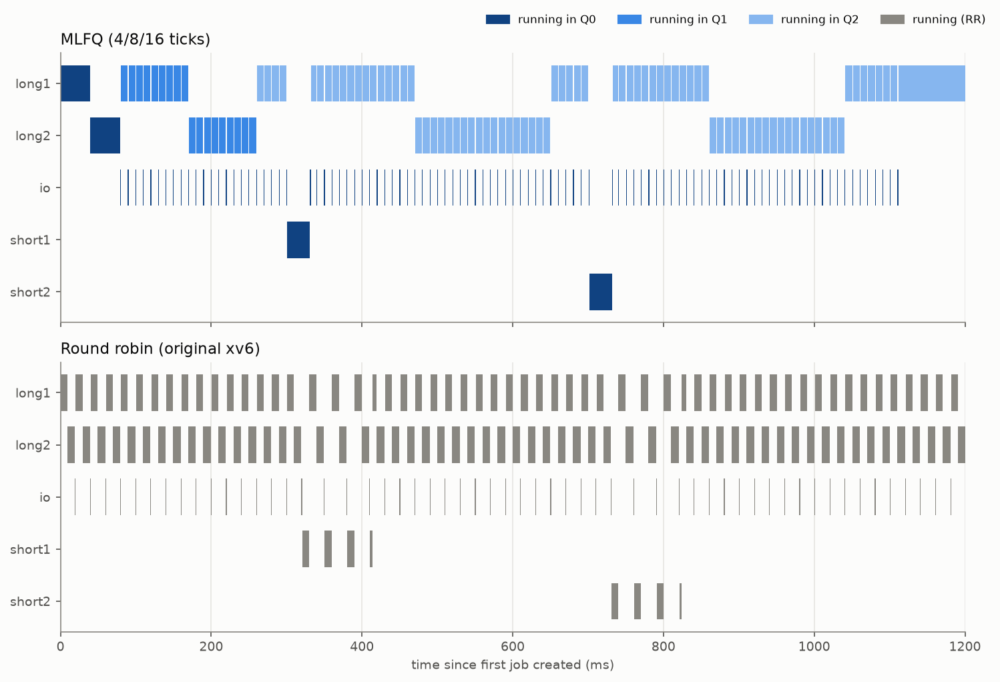 running in Q0 running in Q1 running in Q2 running (RR)
MLFQ (4/8/16 ticks)
long1
long2
io
short1
short2
Round robin (original xv6)
long1
long2
io
short1
short2
0 200 400 600 800 1000 1200
time since first job created (ms)